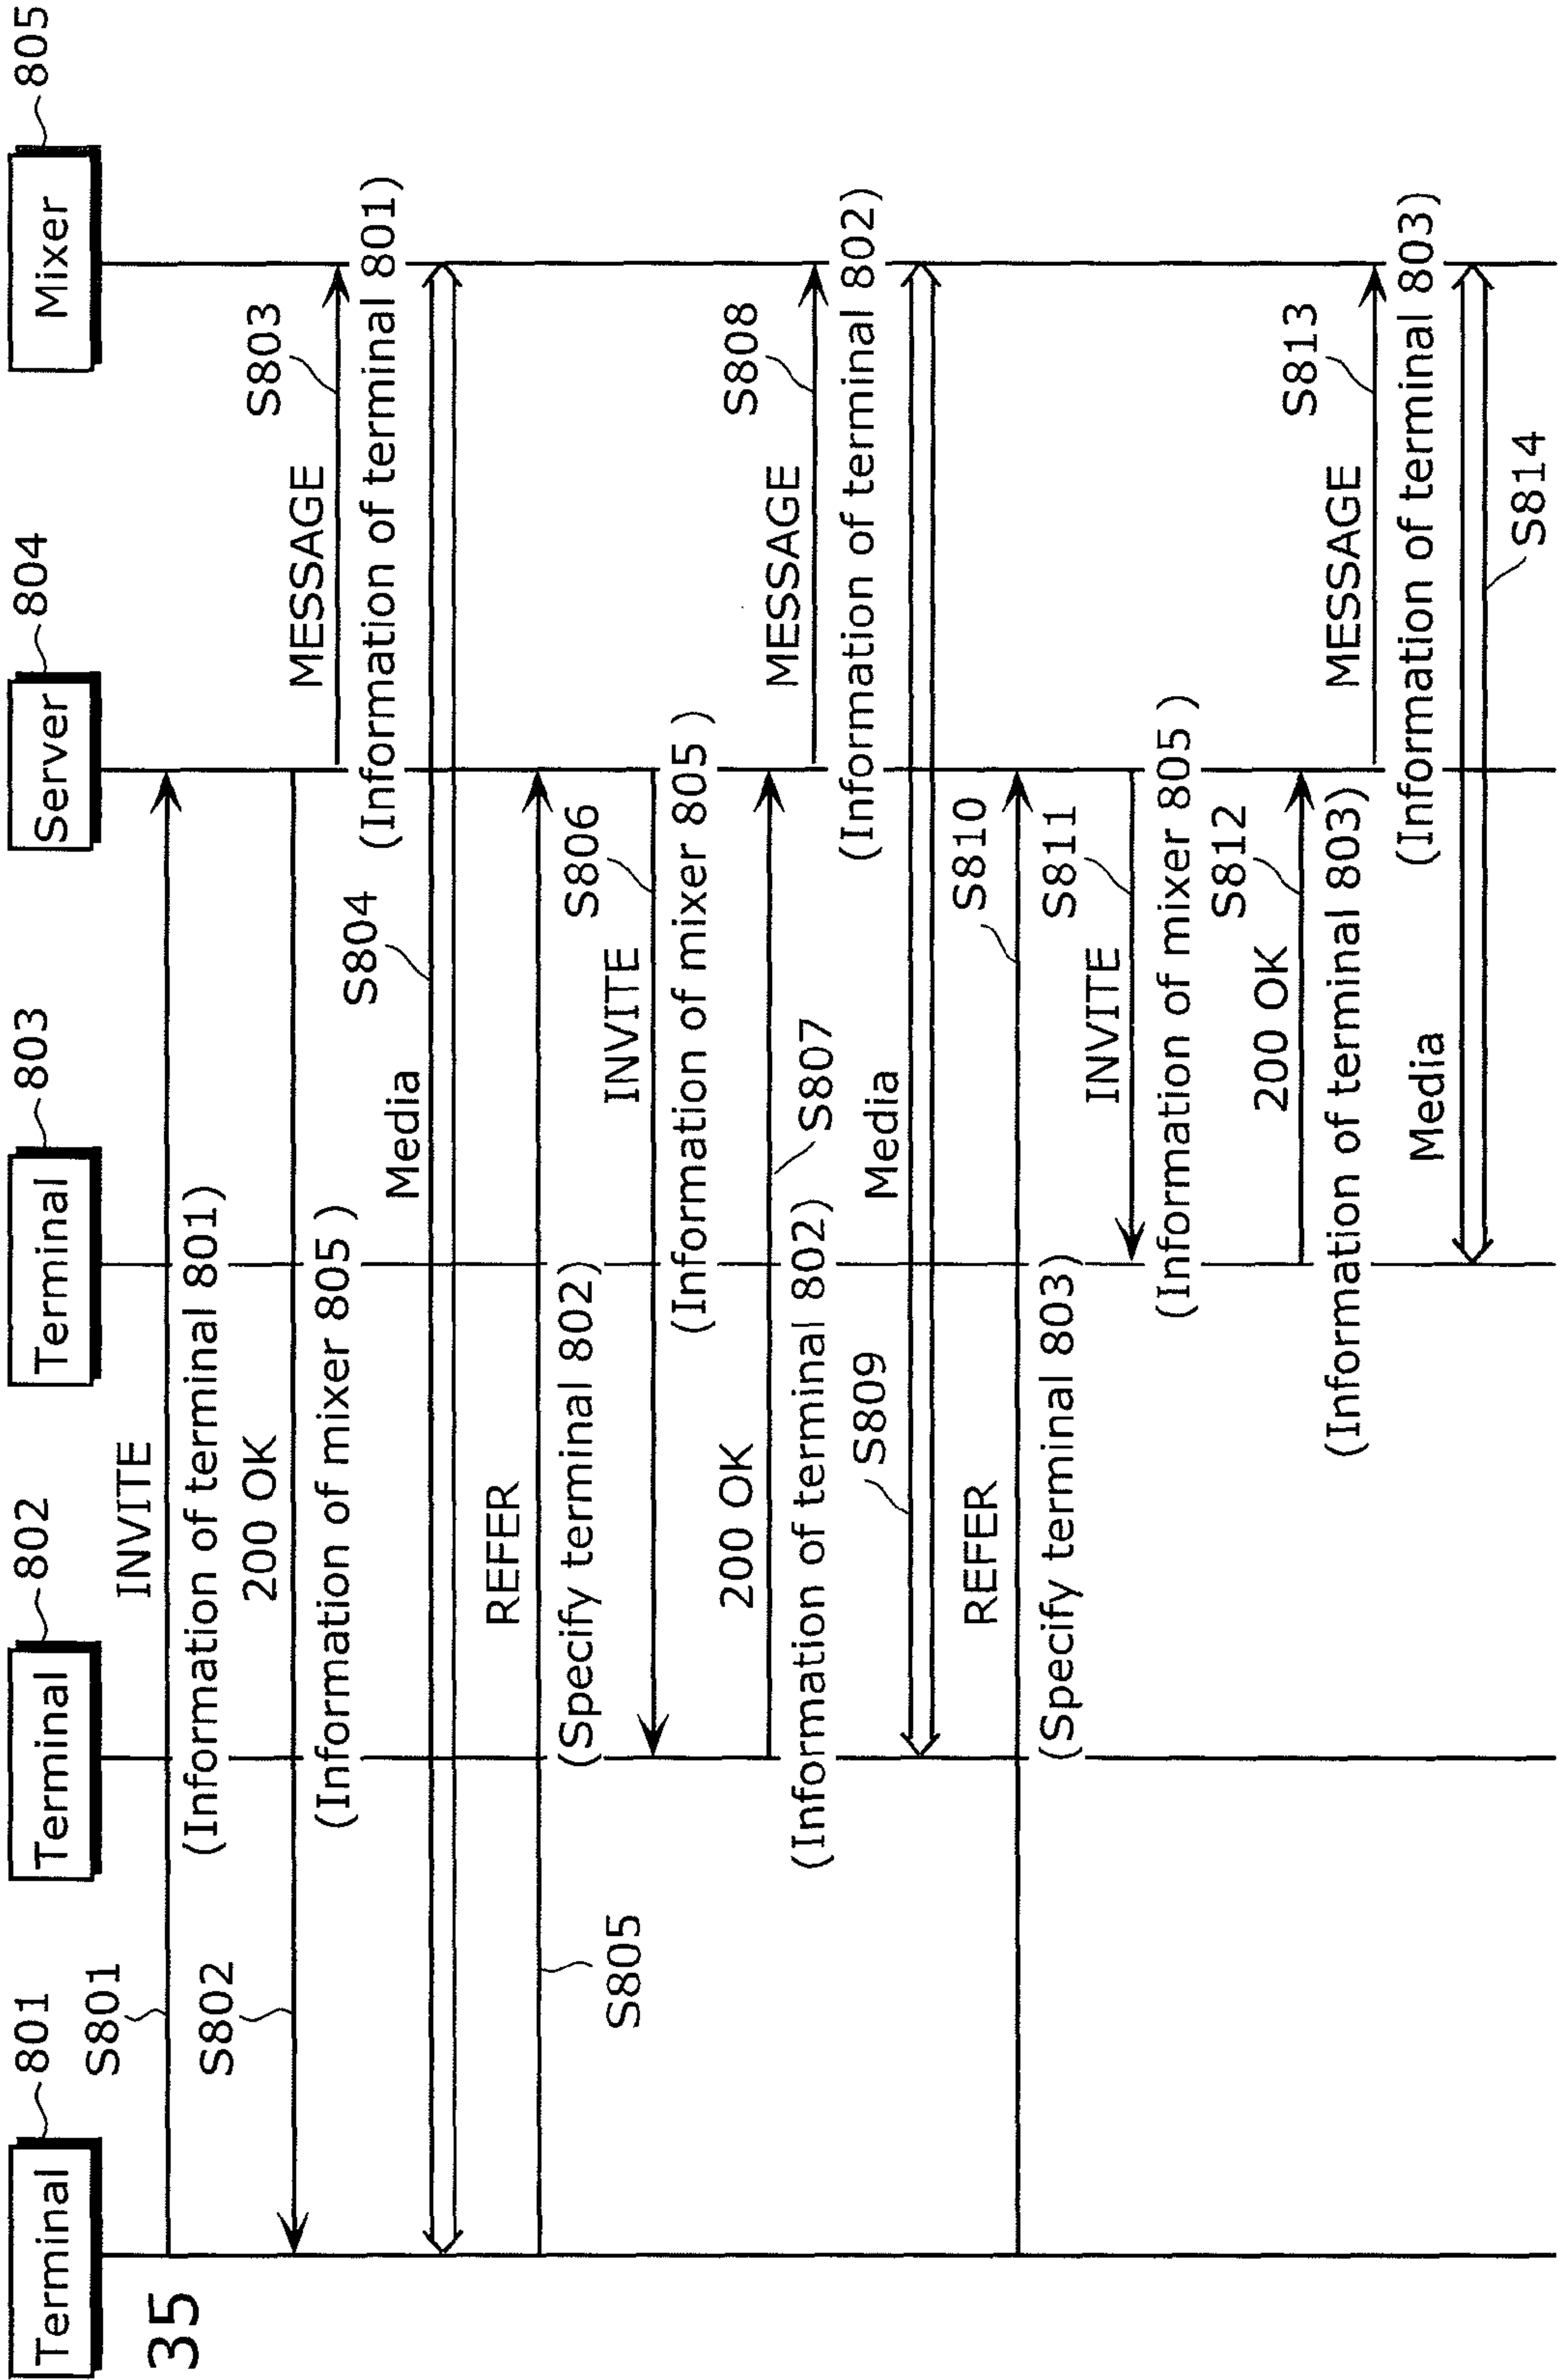 35
Terminal
801
Terminal
802
Terminal
803
Server
804
Mixer
805
S801
INVITE
(Information of terminal 801)
S802
200 OK
(Information of mixer 805 )
S803
MESSAGE
(Information of terminal 801)
S804
Media
REFER
(Specify terminal 802)
S805
S806
INVITE
(Information of mixer 805 )
200 OK
S807
(Information of terminal 802)
S808
MESSAGE
(Information of terminal 802)
S809
Media
S810
REFER
(Specify terminal 803)
S811
INVITE
(Information of mixer 805 )
S812
200 OK
(Information of terminal 803)
S813
MESSAGE
(Information of terminal 803)
Media
S814